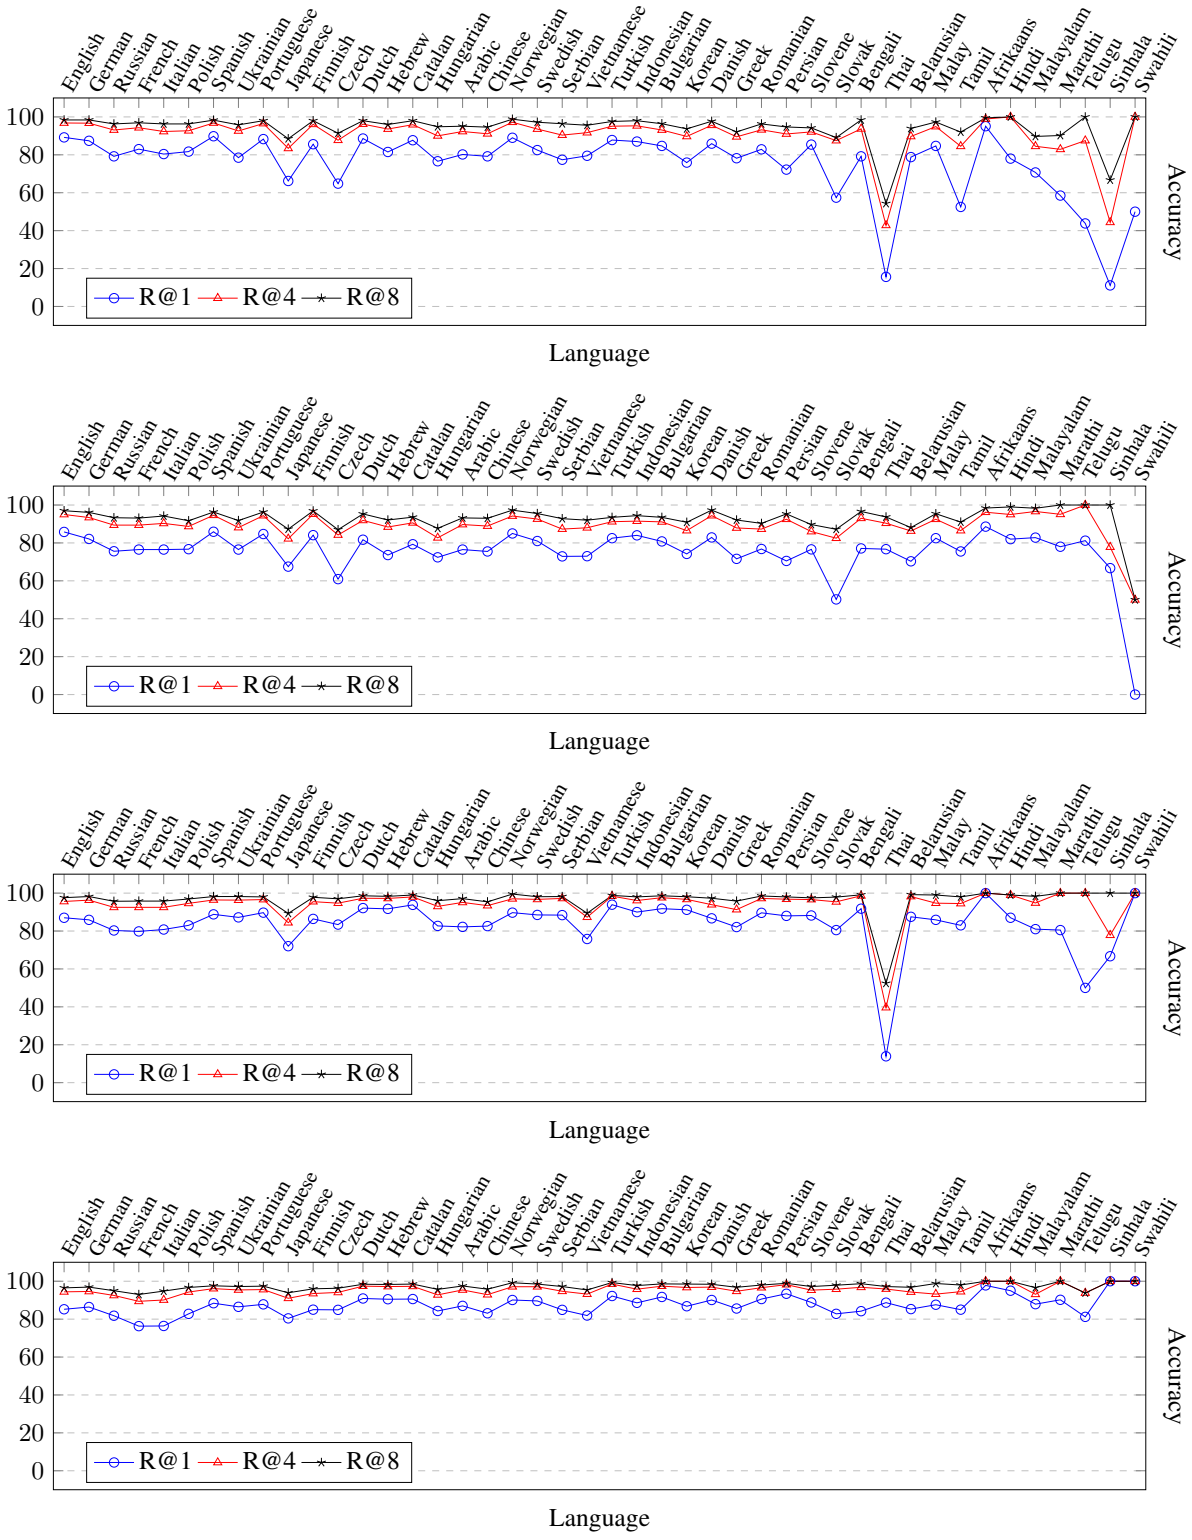 English German Russian French Italian Polish Spanish Ukrainian Portuguese Japanese Finnish Czech Dutch Hebrew Catalan Hungarian Arabic Chinese Norwegian Swedish Serbian Vietnamese Turkish Indonesian Bulgarian Korean Danish Greek Romanian Persian Slovene Slovak Bengali Thai Belarusian Malay Tamil Afrikaans Hindi Malayalam Marathi Telugu Sinhala Swahili
100
80
60
40
20
0
Accuracy
R@1 R@4 R@8
Language
English German Russian French Italian Polish Spanish Ukrainian Portuguese Japanese Finnish Czech Dutch Hebrew Catalan Hungarian Arabic Chinese Norwegian Swedish Serbian Vietnamese Turkish Indonesian Bulgarian Korean Danish Greek Romanian Persian Slovene Slovak Bengali Thai Belarusian Malay Tamil Afrikaans Hindi Malayalam Marathi Telugu Sinhala Swahili
100
80
60
40
20
0
Accuracy
R@1 R@4 R@8
Language
English German Russian French Italian Polish Spanish Ukrainian Portuguese Japanese Finnish Czech Dutch Hebrew Catalan Hungarian Arabic Chinese Norwegian Swedish Serbian Vietnamese Turkish Indonesian Bulgarian Korean Danish Greek Romanian Persian Slovene Slovak Bengali Thai Belarusian Malay Tamil Afrikaans Hindi Malayalam Marathi Telugu Sinhala Swahili
100
80
60
40
20
0
Accuracy
R@1 R@4 R@8
Language
English German Russian French Italian Polish Spanish Ukrainian Portuguese Japanese Finnish Czech Dutch Hebrew Catalan Hungarian Arabic Chinese Norwegian Swedish Serbian Vietnamese Turkish Indonesian Bulgarian Korean Danish Greek Romanian Persian Slovene Slovak Bengali Thai Belarusian Malay Tamil Afrikaans Hindi Malayalam Marathi Telugu Sinhala Swahili
100
80
60
40
20
0
Accuracy
R@1 R@4 R@8
Language